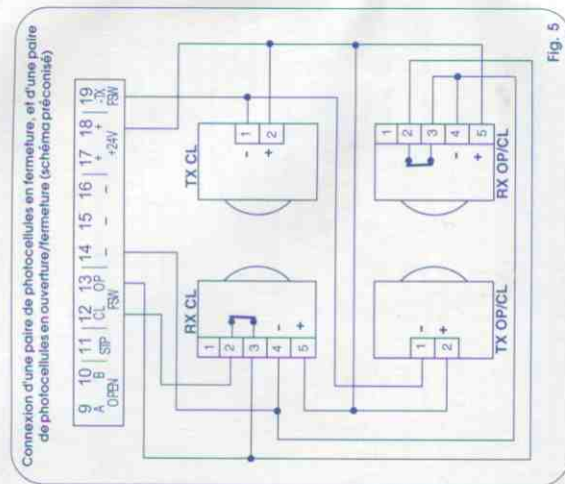 Connexion d'une paire de photocellules en fermeture, et d'une paire
de photocellules en ouverture/fermeture (schéma préconisé)
9 10 11 12 13 14 15 16 17 18 19
A B STP CL OP - - - + + -TX
OPEN FSW +24V FSW
RX CL
1
2
3
4 -
5 +
TX CL
- 1
+ 2
TX OP/CL
1 -
2 +
RX OP/CL
1
2
3
- 4
+ 5
Fig. 5